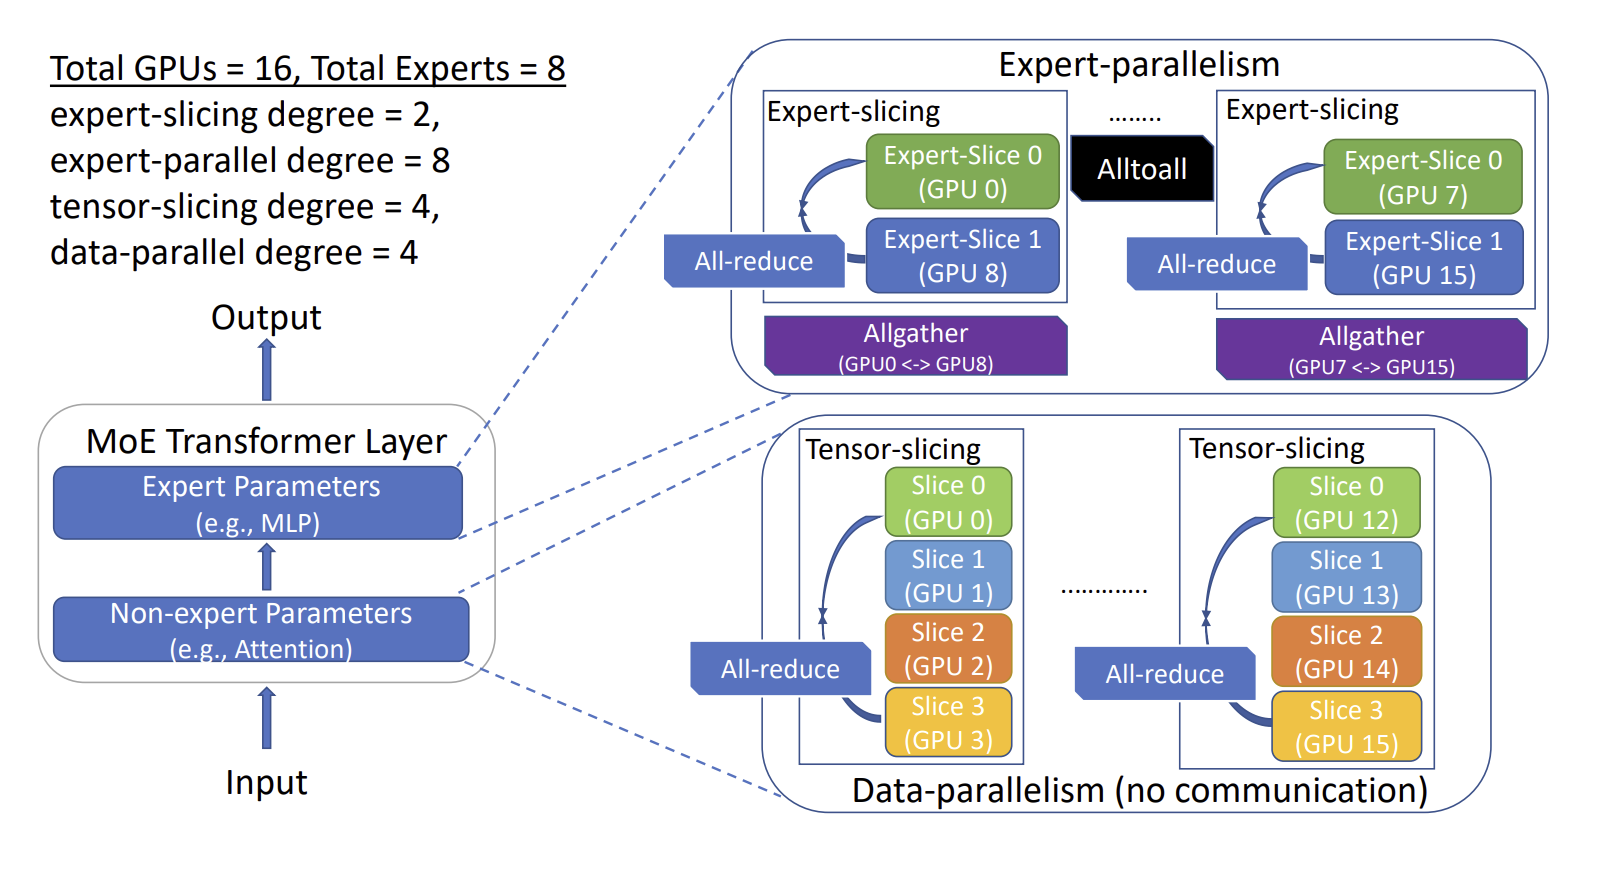 Total GPUs = 16, Total Experts = 8
expert-slicing degree = 2,
expert-parallel degree = 8
tensor-slicing degree = 4,
data-parallel degree = 4
Output
MoE Transformer Layer
Expert Parameters
(e.g., MLP)
Non-expert Parameters
(e.g., Attention)
Input
Expert-parallelism
Expert-slicing
Expert-Slice 0
(GPU 0)
Expert-Slice 1
(GPU 8)
All-reduce
Allgather
(GPU0 <-> GPU8)
........
Alltoall
Expert-slicing
Expert-Slice 0
(GPU 7)
Expert-Slice 1
(GPU 15)
All-reduce
Allgather
(GPU7 <-> GPU15)
Tensor-slicing
Slice 0
(GPU 0)
Slice 1
(GPU 1)
Slice 2
(GPU 2)
Slice 3
(GPU 3)
All-reduce
.............
Tensor-slicing
Slice 0
(GPU 12)
Slice 1
(GPU 13)
Slice 2
(GPU 14)
Slice 3
(GPU 15)
All-reduce
Data-parallelism (no communication)